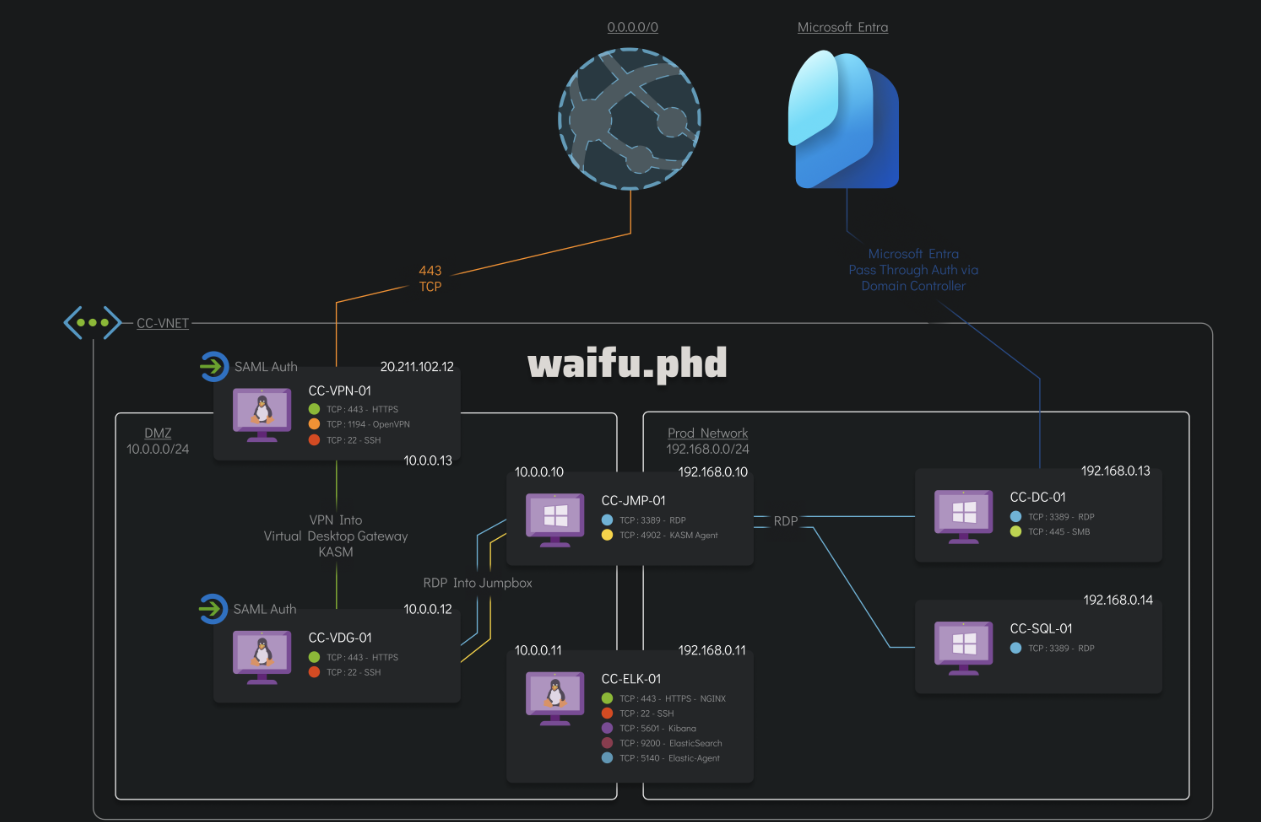 0.0.0.0/0
Microsoft Entra
443
TCP
Microsoft Entra
Pass Through Auth via
Domain Controller
CC-VNET
waifu.phd
SAML Auth
20.211.102.12
CC-VPN-01
TCP : 443 - HTTPS
TCP : 1194 - OpenVPN
TCP : 22 - SSH
10.0.0.13
DMZ
10.0.0.0/24
VPN Into
Virtual Desktop Gateway
KASM
SAML Auth
10.0.0.12
CC-VDG-01
TCP : 443 - HTTPS
TCP : 22 - SSH
RDP Into Jumpbox
Prod Network
192.168.0.0/24
10.0.0.10
192.168.0.10
CC-JMP-01
TCP : 3389 - RDP
TCP : 4902 - KASM Agent
RDP
10.0.0.11
192.168.0.11
CC-ELK-01
TCP : 443 - HTTPS - NGINX
TCP : 22 - SSH
TCP : 5601 - Kibana
TCP : 9200 - ElasticSearch
TCP : 5140 - Elastic-Agent
192.168.0.13
CC-DC-01
TCP : 3389 - RDP
TCP : 445 - SMB
192.168.0.14
CC-SQL-01
TCP : 3389 - RDP